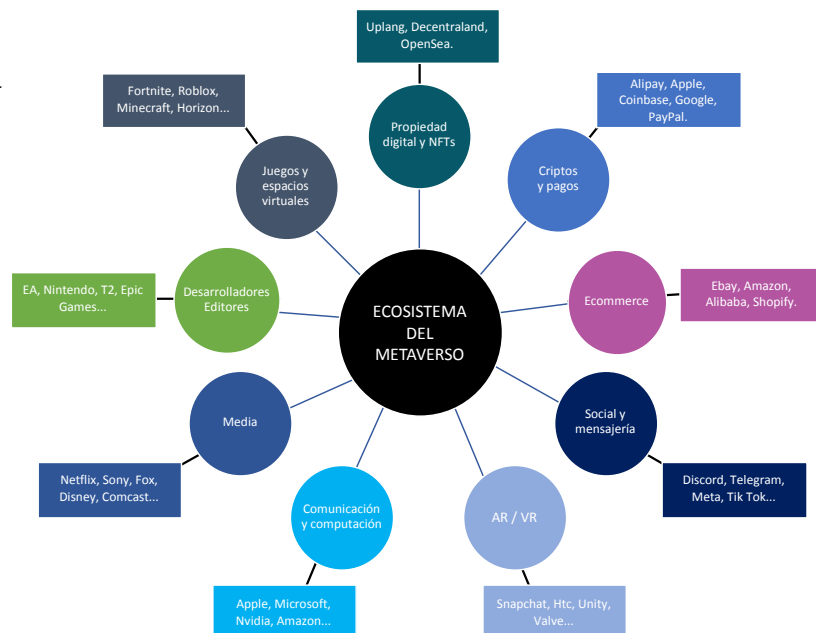 Uplang, Decentraland,
OpenSea.
Propiedad
digital y NFTs
Alipay, Apple,
Coinbase, Google,
PayPal.
Criptos
y pagos
Ebay, Amazon,
Alibaba, Shopify.
Ecommerce
Social y
mensajería
Discord, Telegram,
Meta, Tik Tok...
AR / VR
Snapchat, Htc, Unity,
Valve...
Comunicación
y computación
Apple, Microsoft,
Nvidia, Amazon...
Media
Netflix, Sony, Fox,
Disney, Comcast...
Desarrolladores
Editores
EA, Nintendo, T2, Epic
Games...
Juegos y
espacios
virtuales
Fortnite, Roblox,
Minecraft, Horizon...
ECOSISTEMA
DEL
METAVERSO